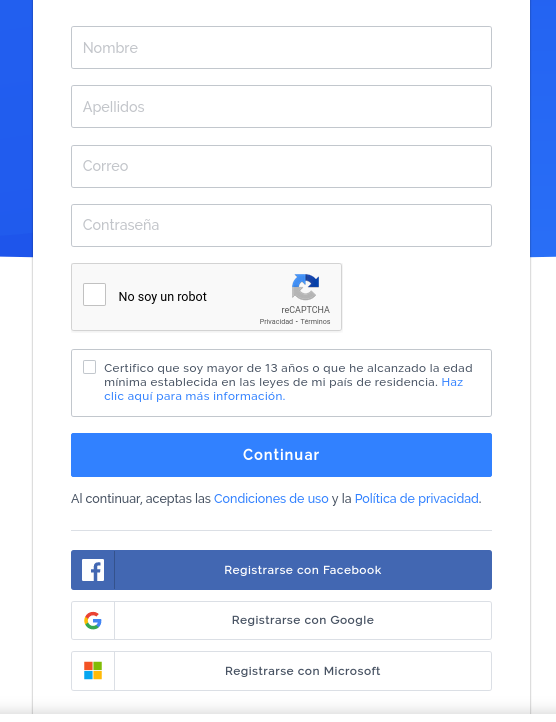 Nombre
Apellidos
Correo
Contraseña
No soy un robot
reCAPTCHA
Privacidad - Términos
Certifico que soy mayor de 13 años o que he alcanzado la edad
mínima establecida en las leyes de mi país de residencia. Haz
clic aquí para más información.
Continuar
Al continuar, aceptas las Condiciones de uso y la Política de privacidad.
Registrarse con Facebook
Registrarse con Google
Registrarse con Microsoft